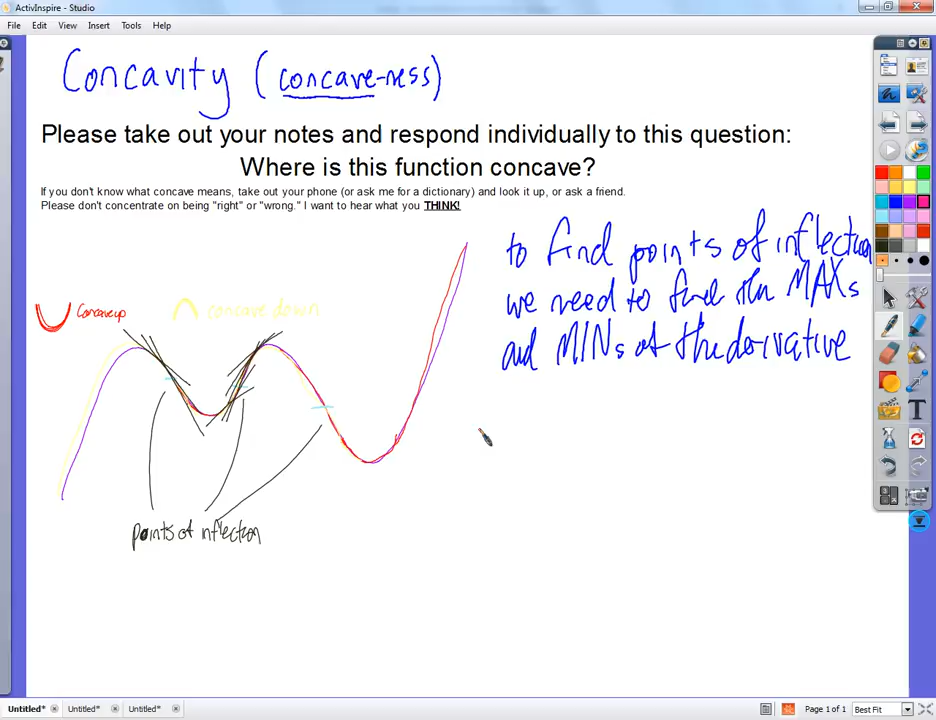 ActivInspire - Studio
File Edit View Insert Tools Help
Concavity (concave-ness)
Please take out your notes and respond individually to this question:
Where is this function concave?
If you don't know what concave means, take out your phone (or ask me for a dictionary) and look it up, or ask a friend.
Please don't concentrate on being "right" or "wrong." I want to hear what you THINK!
to find points of inflection
we need to find the MAXs
and MINs of the derivative
Concave up
concave down
points of inflection
Untitled* Untitled* Untitled* Page 1 of 1 Best Fit